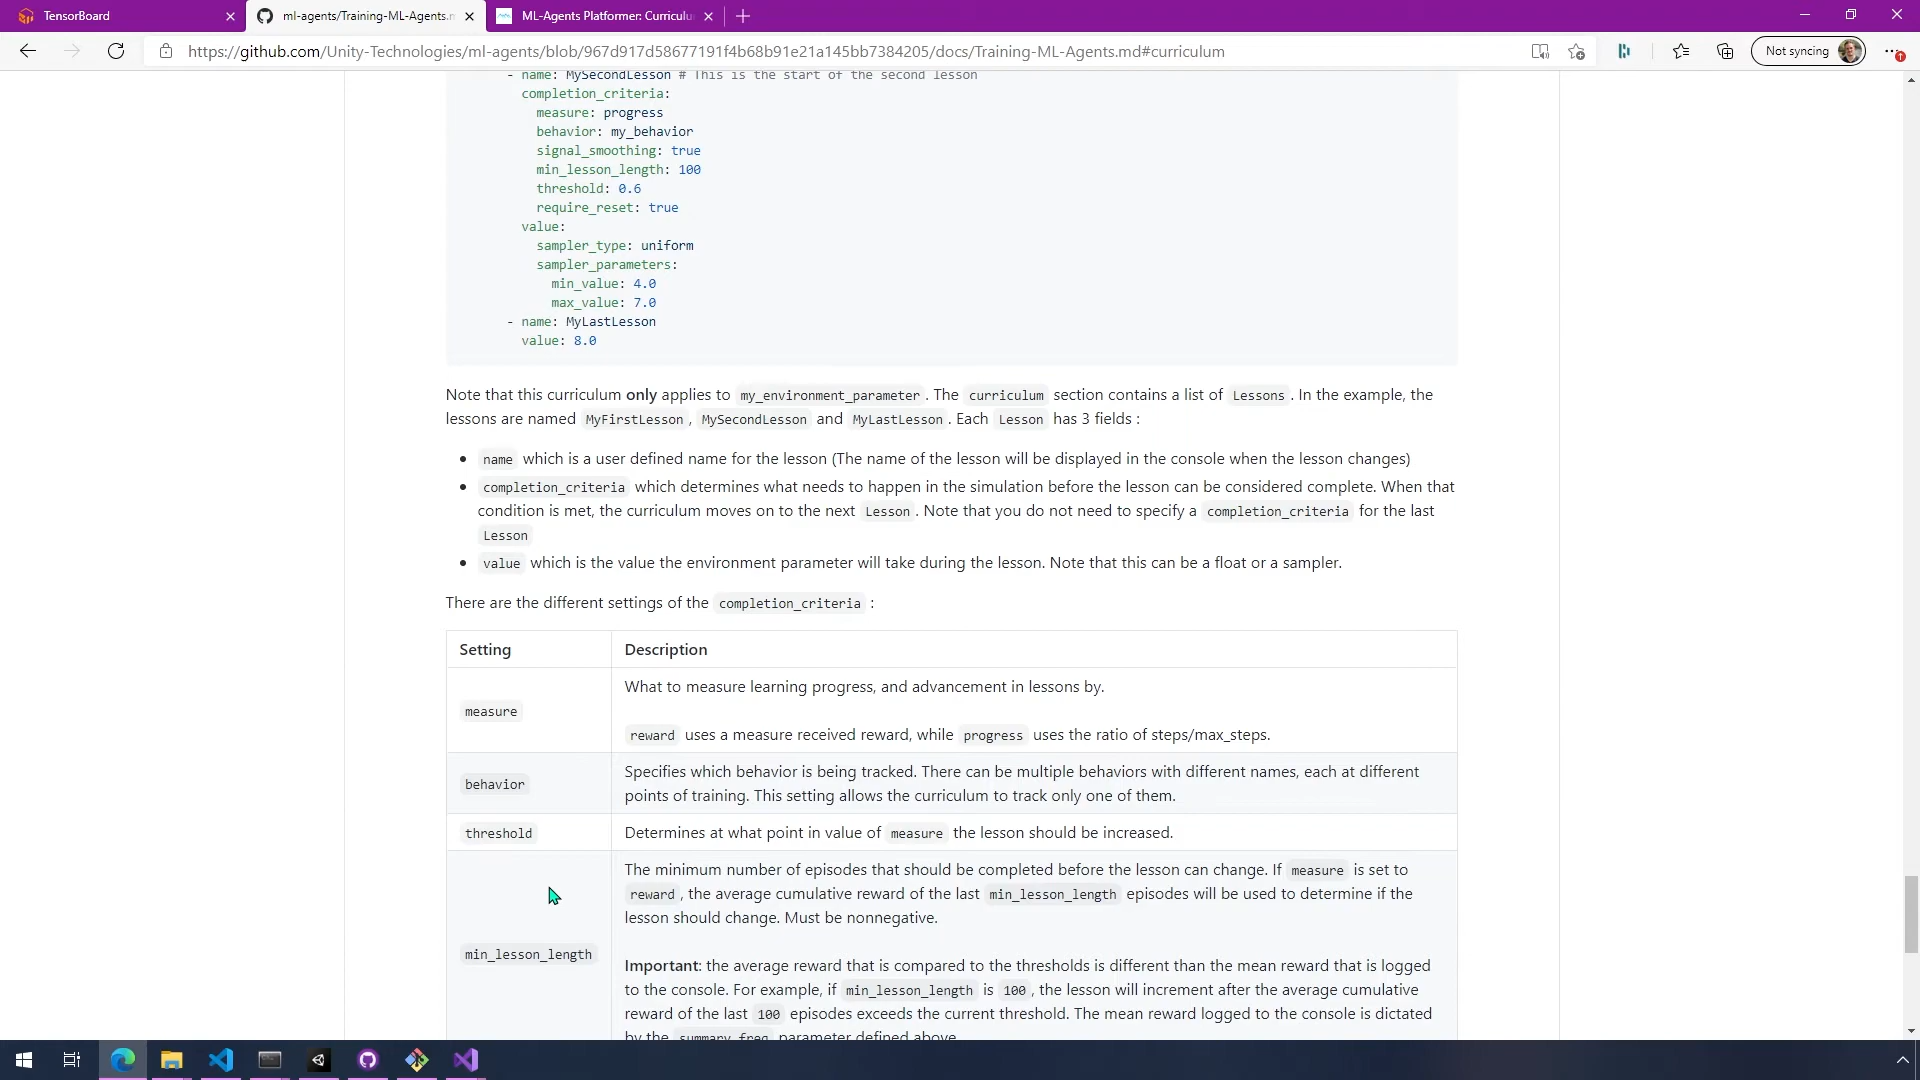 TensorBoard
ml-agents/Training-ML-Agents.m
ML-Agents Platformer: Curriculu
https://github.com/Unity-Technologies/ml-agents/blob/967d917d58677191f4b68b91e21a145bb7384205/docs/Training-ML-Agents.md#curriculum
Not syncing
- name: MySecondLesson # This is the start of the second lesson
completion_criteria:
measure: progress
behavior: my_behavior
signal_smoothing: true
min_lesson_length: 100
threshold: 0.6
require_reset: true
value:
sampler_type: uniform
sampler_parameters:
min_value: 4.0
max_value: 7.0
- name: MyLastLesson
value: 8.0
Note that this curriculum only applies to my_environment_parameter . The curriculum section contains a list of Lessons . In the example, the
lessons are named MyFirstLesson , MySecondLesson and MyLastLesson . Each Lesson has 3 fields :
• name which is a user defined name for the lesson (The name of the lesson will be displayed in the console when the lesson changes)
• completion_criteria which determines what needs to happen in the simulation before the lesson can be considered complete. When that
condition is met, the curriculum moves on to the next Lesson . Note that you do not need to specify a completion_criteria for the last
Lesson
• value which is the value the environment parameter will take during the lesson. Note that this can be a float or a sampler.
There are the different settings of the completion_criteria :
Setting Description
What to measure learning progress, and advancement in lessons by.
measure
reward uses a measure received reward, while progress uses the ratio of steps/max_steps.
behavior
Specifies which behavior is being tracked. There can be multiple behaviors with different names, each at different
points of training. This setting allows the curriculum to track only one of them.
threshold Determines at what point in value of measure the lesson should be increased.
The minimum number of episodes that should be completed before the lesson can change. If measure is set to
reward , the average cumulative reward of the last min_lesson_length episodes will be used to determine if the
lesson should change. Must be nonnegative.
min_lesson_length
Important: the average reward that is compared to the thresholds is different than the mean reward that is logged
to the console. For example, if min_lesson_length is 100 , the lesson will increment after the average cumulative
reward of the last 100 episodes exceeds the current threshold. The mean reward logged to the console is dictated
by the summary_freq parameter defined above.